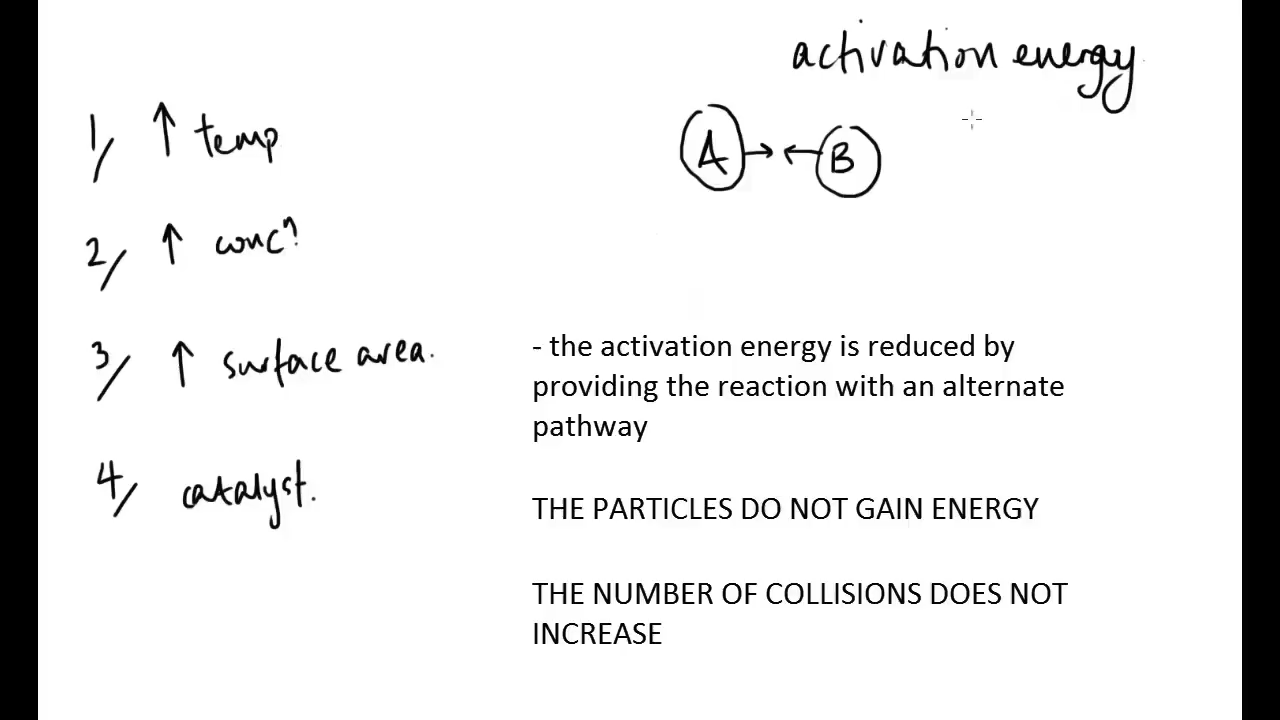 activation energy
1/ ↑ temp
A → ← B
2/ ↑ concⁿ
3/ ↑ surface area.
- the activation energy is reduced by
providing the reaction with an alternate
pathway
4/ catalyst.
THE PARTICLES DO NOT GAIN ENERGY
THE NUMBER OF COLLISIONS DOES NOT
INCREASE